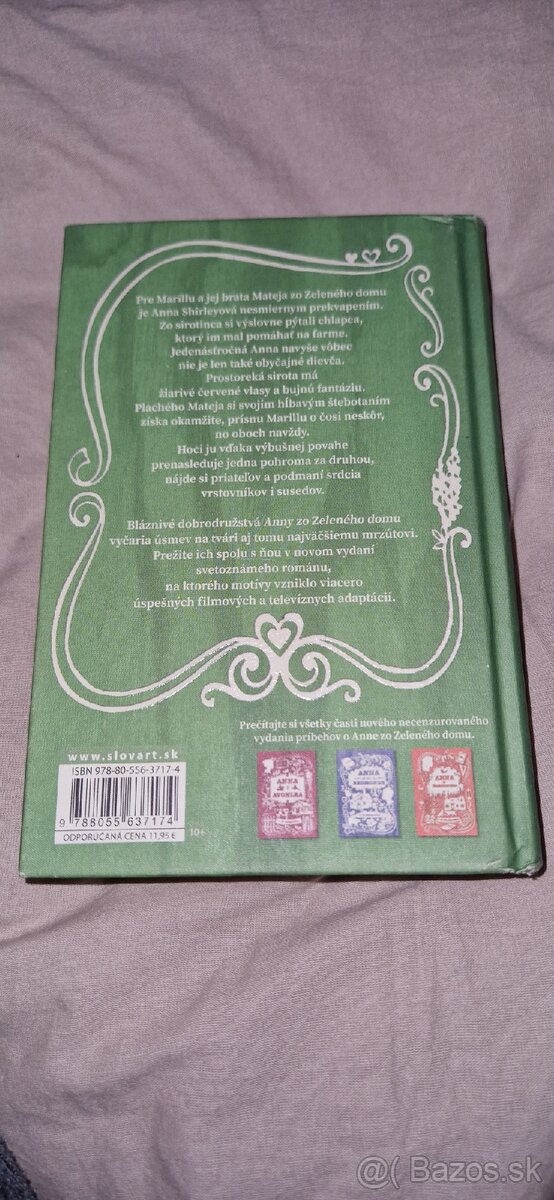 Pre Marillu a jej brata Mateja zo Zeleného domu
je Anna Shirleyová nesmiernym prekvapením.
Zo sirotinca si výslovne pýtali chlapca,
ktorý im mal pomáhať na farme.
Jedenásťročná Anna navyše vôbec
nie je len také obyčajné dievča.
Prostoreká sirota má
žiarivé červené vlasy a bujnú fantáziu.
Plachého Mateja si svojím hĺbavým štebotaním
získa okamžite, prísnu Marillu o čosi neskôr,
no oboch navždy.
Hoci ju vďaka výbušnej povahe
prenasleduje jedna pohroma za druhou,
nájde si priateľov a podmaní srdcia
vrstovníkov i susedov.
Bláznivé dobrodružstvá Anny zo Zeleného domu
vyčaria úsmev na tvári aj tomu najväčšiemu mrzútovi.
Prežite ich spolu s ňou v novom vydaní
svetoznámeho románu,
na ktorého motívy vzniklo viacero
úspešných filmových a televíznych adaptácií.
Prečítajte si všetky časti nového necenzurovaného
vydania príbehov o Anne zo Zeleného domu.
www.slovart.sk
ISBN 978-80-556-3717-4
9 788055 637174
ODPORÚČANÁ CENA 11,95 €
10+
ANNA
AVONLEA
ANNA
ANNA
@( Bazos.sk